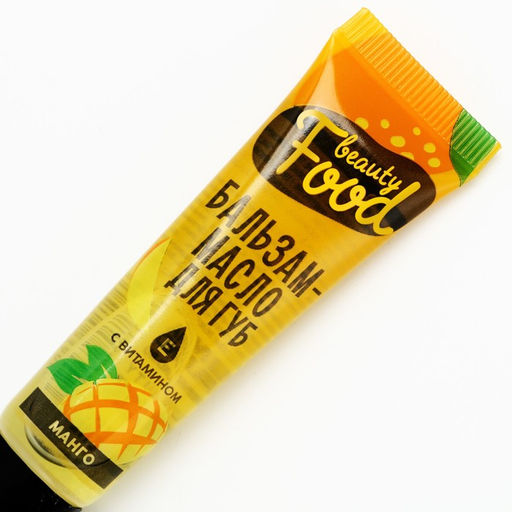 beauty
Food
БАЛЬЗАМ-
МАСЛО
ДЛЯ ГУБ
E
С ВИТАМИНОМ
МАНГО